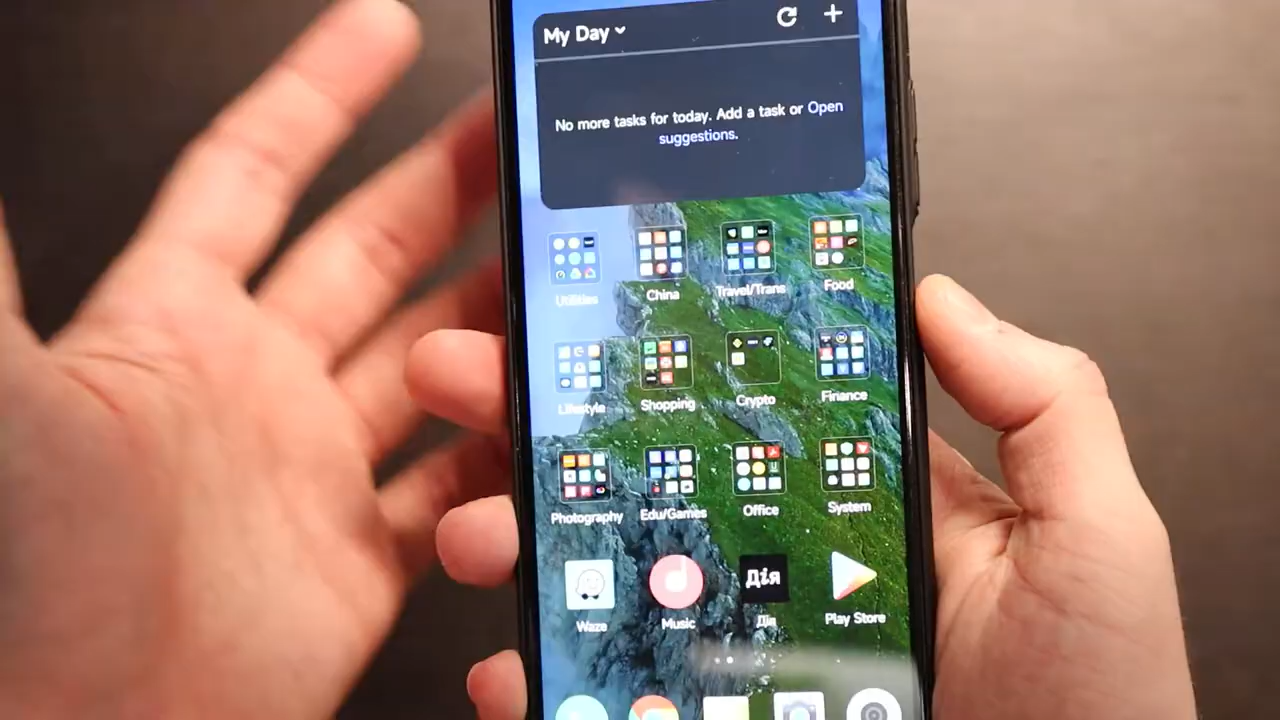 My Day
No more tasks for today. Add a task or Open
suggestions.
Utilities China Travel/Trans Food
Lifestyle Shopping Crypto Finance
Photography Edu/Games Office System
Дія
Waze Music Дія Play Store